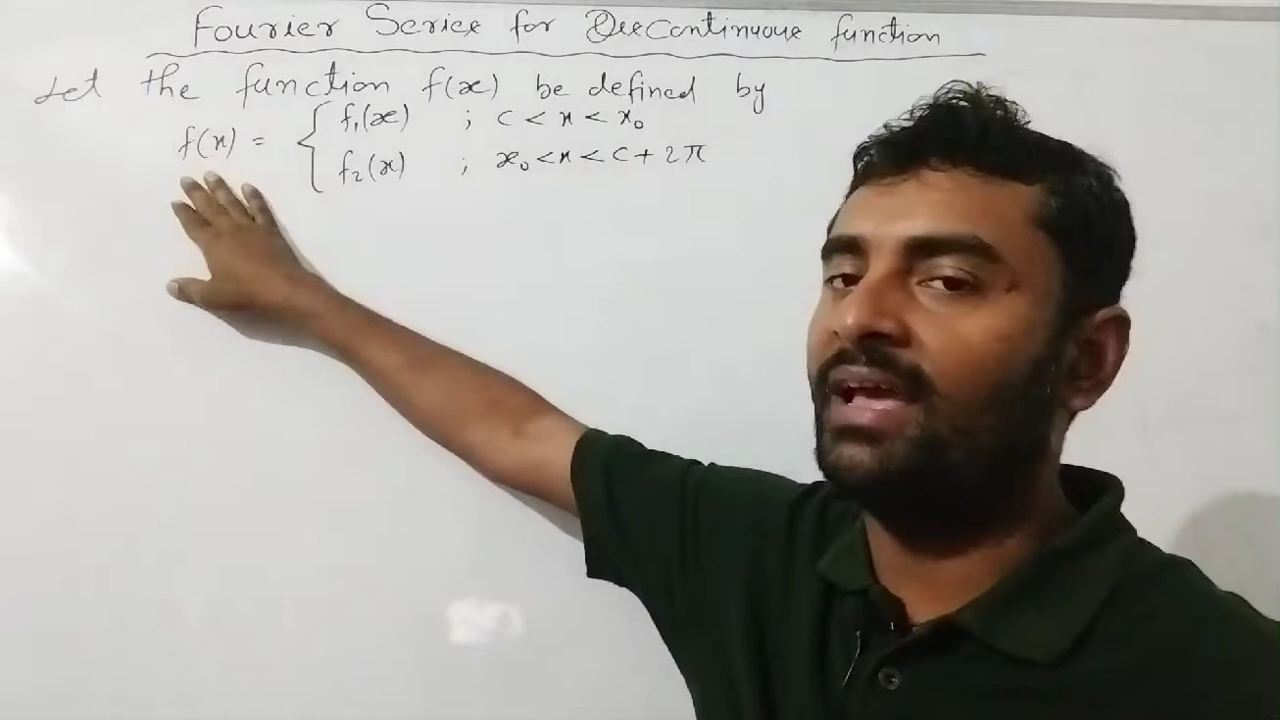 Fourier Series for Discontinuous function
Let the function f(x) be defined by
f(x) = { f₁(x) ; c < x < x₀
f₂(x) ; x₀ < x < c + 2π